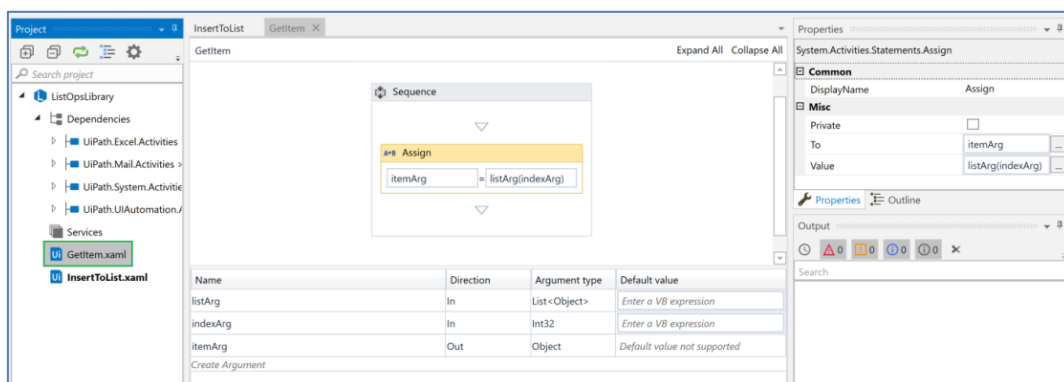 Project
Search project
ListOpsLibrary
Dependencies
UiPath.Excel.Activities
UiPath.Mail.Activities >
UiPath.System.Activitie
UiPath.UIAutomation.A
Services
Ui GetItem.xaml
Ui InsertToList.xaml
InsertToList GetItem
GetItem Expand All Collapse All
Sequence
A*B Assign
itemArg = listArg(indexArg)
Name Direction Argument type Default value
listArg In List<Object> Enter a VB expression
indexArg In Int32 Enter a VB expression
itemArg Out Object Default value not supported
Create Argument
Properties
System.Activities.Statements.Assign
Common
DisplayName Assign
Misc
Private
To itemArg ...
Value listArg(indexArg) ...
Properties Outline
Output
0 0 0 0
Search